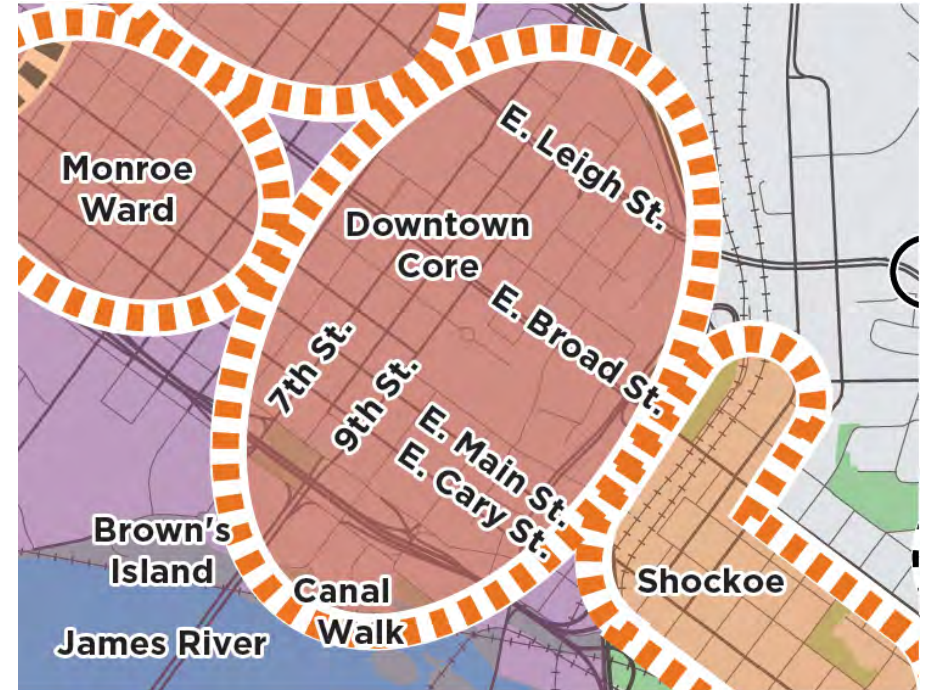 E. Leigh St.
Monroe
Ward
Downtown
Core
E. Broad St.
7th St.
9th St.
E. Main St.
E. Cary St.
Brown's
Island
Canal
Walk
Shockoe
James River